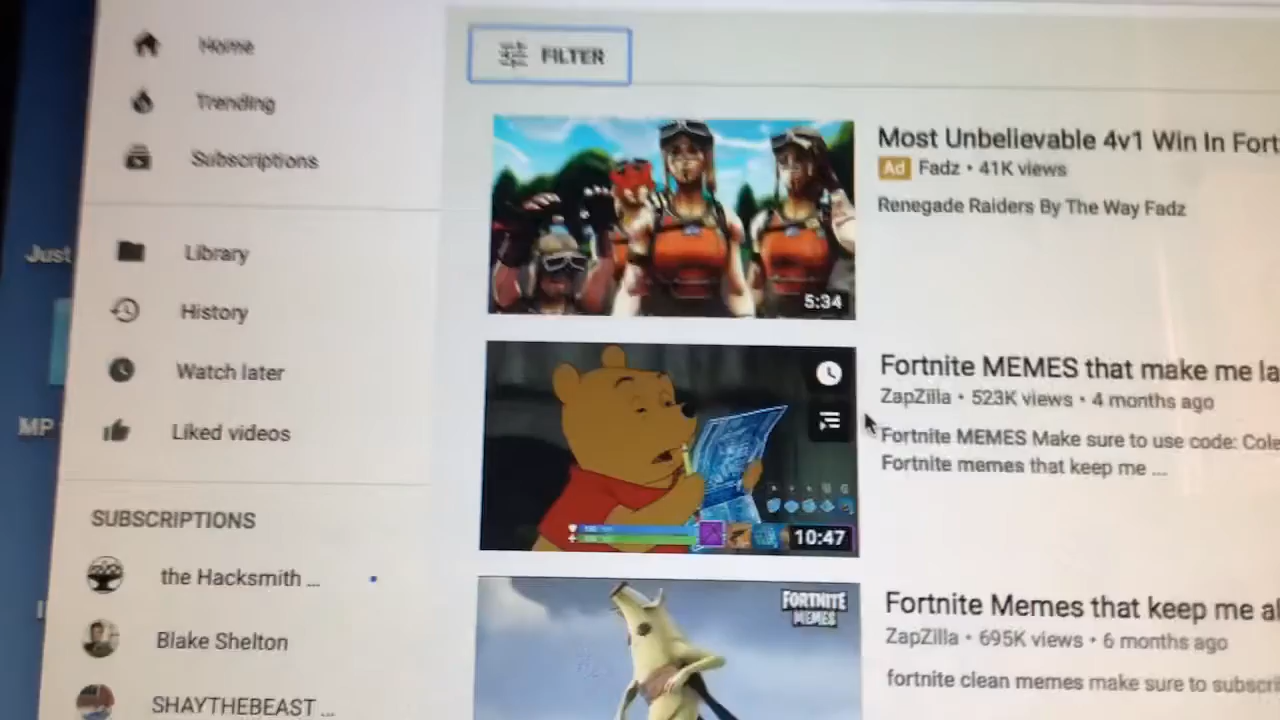 Home
FILTER
Trending
Subscriptions
Most Unbelievable 4v1 Win In Fort
Ad Fadz • 41K views
Renegade Raiders By The Way Fadz
5:34
Just
Library
History
Watch later
MP
Liked videos
Fortnite MEMES that make me la
ZapZilla • 523K views • 4 months ago
Fortnite MEMES Make sure to use code: Cole
Fortnite memes that keep me ...
10:47
SUBSCRIPTIONS
the Hacksmith ...
Blake Shelton
SHAYTHEBEAST ...
FORTNITE
MEMES
Fortnite Memes that keep me al
ZapZilla • 695K views • 6 months ago
fortnite clean memes make sure to subscri